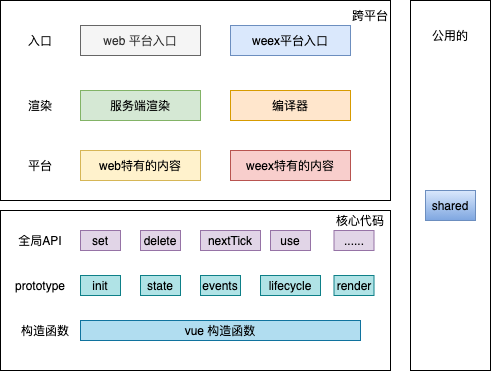 跨平台
入口 web 平台入口 weex平台入口
渲染 服务端渲染 编译器
平台 web特有的内容 weex特有的内容
核心代码
全局API set delete nextTick use ......
prototype init state events lifecycle render
构造函数 vue 构造函数
公用的
shared